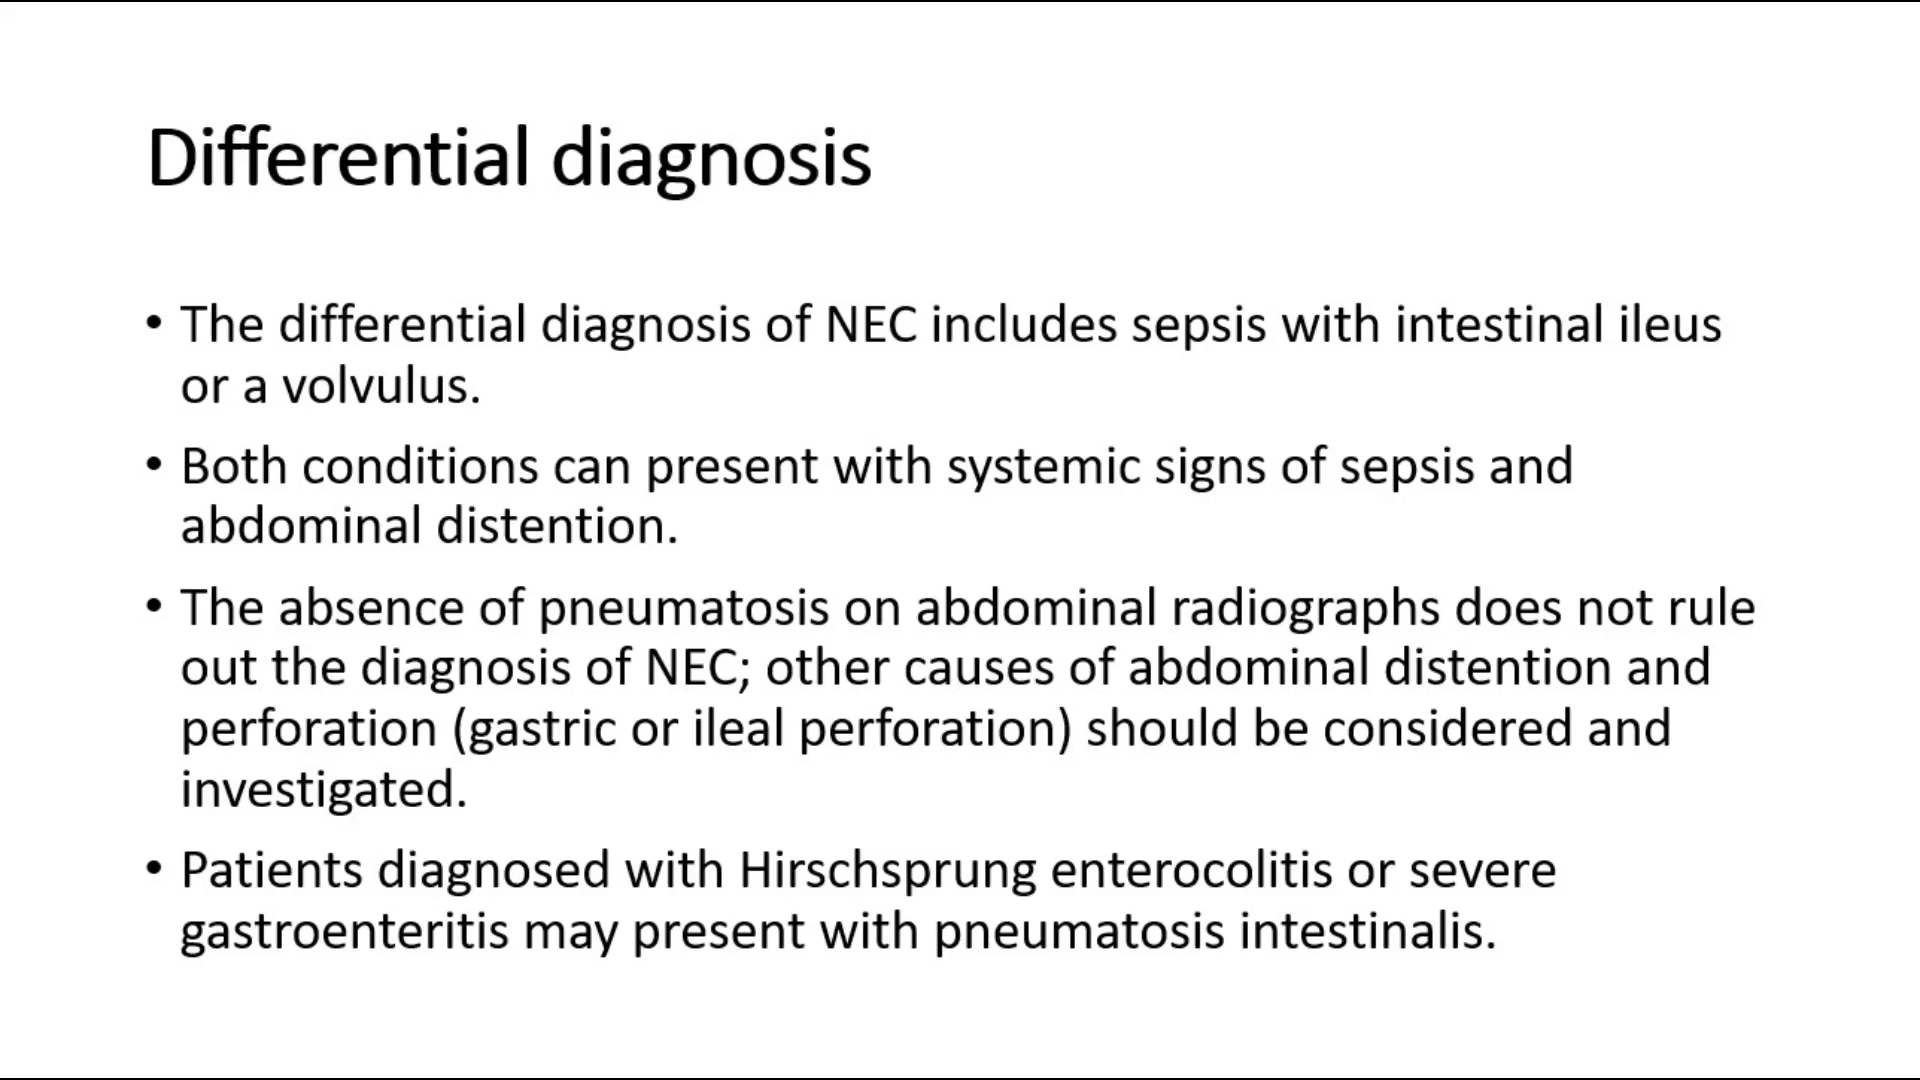 Differential diagnosis
• The differential diagnosis of NEC includes sepsis with intestinal ileus
or a volvulus.
• Both conditions can present with systemic signs of sepsis and
abdominal distention.
• The absence of pneumatosis on abdominal radiographs does not rule
out the diagnosis of NEC; other causes of abdominal distention and
perforation (gastric or ileal perforation) should be considered and
investigated.
• Patients diagnosed with Hirschsprung enterocolitis or severe
gastroenteritis may present with pneumatosis intestinalis.